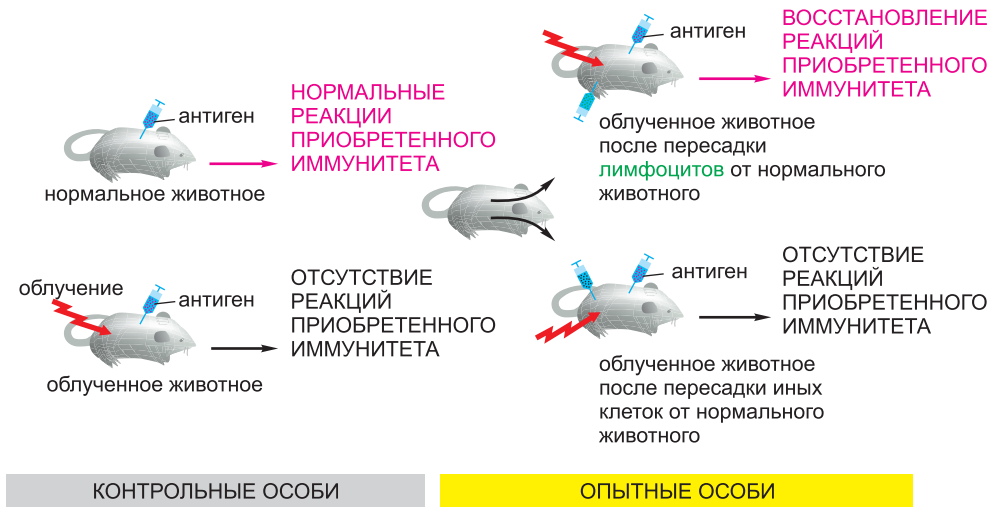 антиген
НОРМАЛЬНЫЕ
РЕАКЦИИ
ПРИОБРЕТЕННОГО
ИММУНИТЕТА
нормальное животное
облучение
антиген
ОТСУТСТВИЕ
РЕАКЦИЙ
ПРИОБРЕТЕННОГО
ИММУНИТЕТА
облученное животное
антиген
ВОССТАНОВЛЕНИЕ
РЕАКЦИЙ
ПРИОБРЕТЕННОГО
ИММУНИТЕТА
облученное животное
после пересадки
лимфоцитов от нормального
животного
антиген
ОТСУТСТВИЕ
РЕАКЦИЙ
ПРИОБРЕТЕННОГО
ИММУНИТЕТА
облученное животное
после пересадки иных
клеток от нормального
животного
КОНТРОЛЬНЫЕ ОСОБИ
ОПЫТНЫЕ ОСОБИ